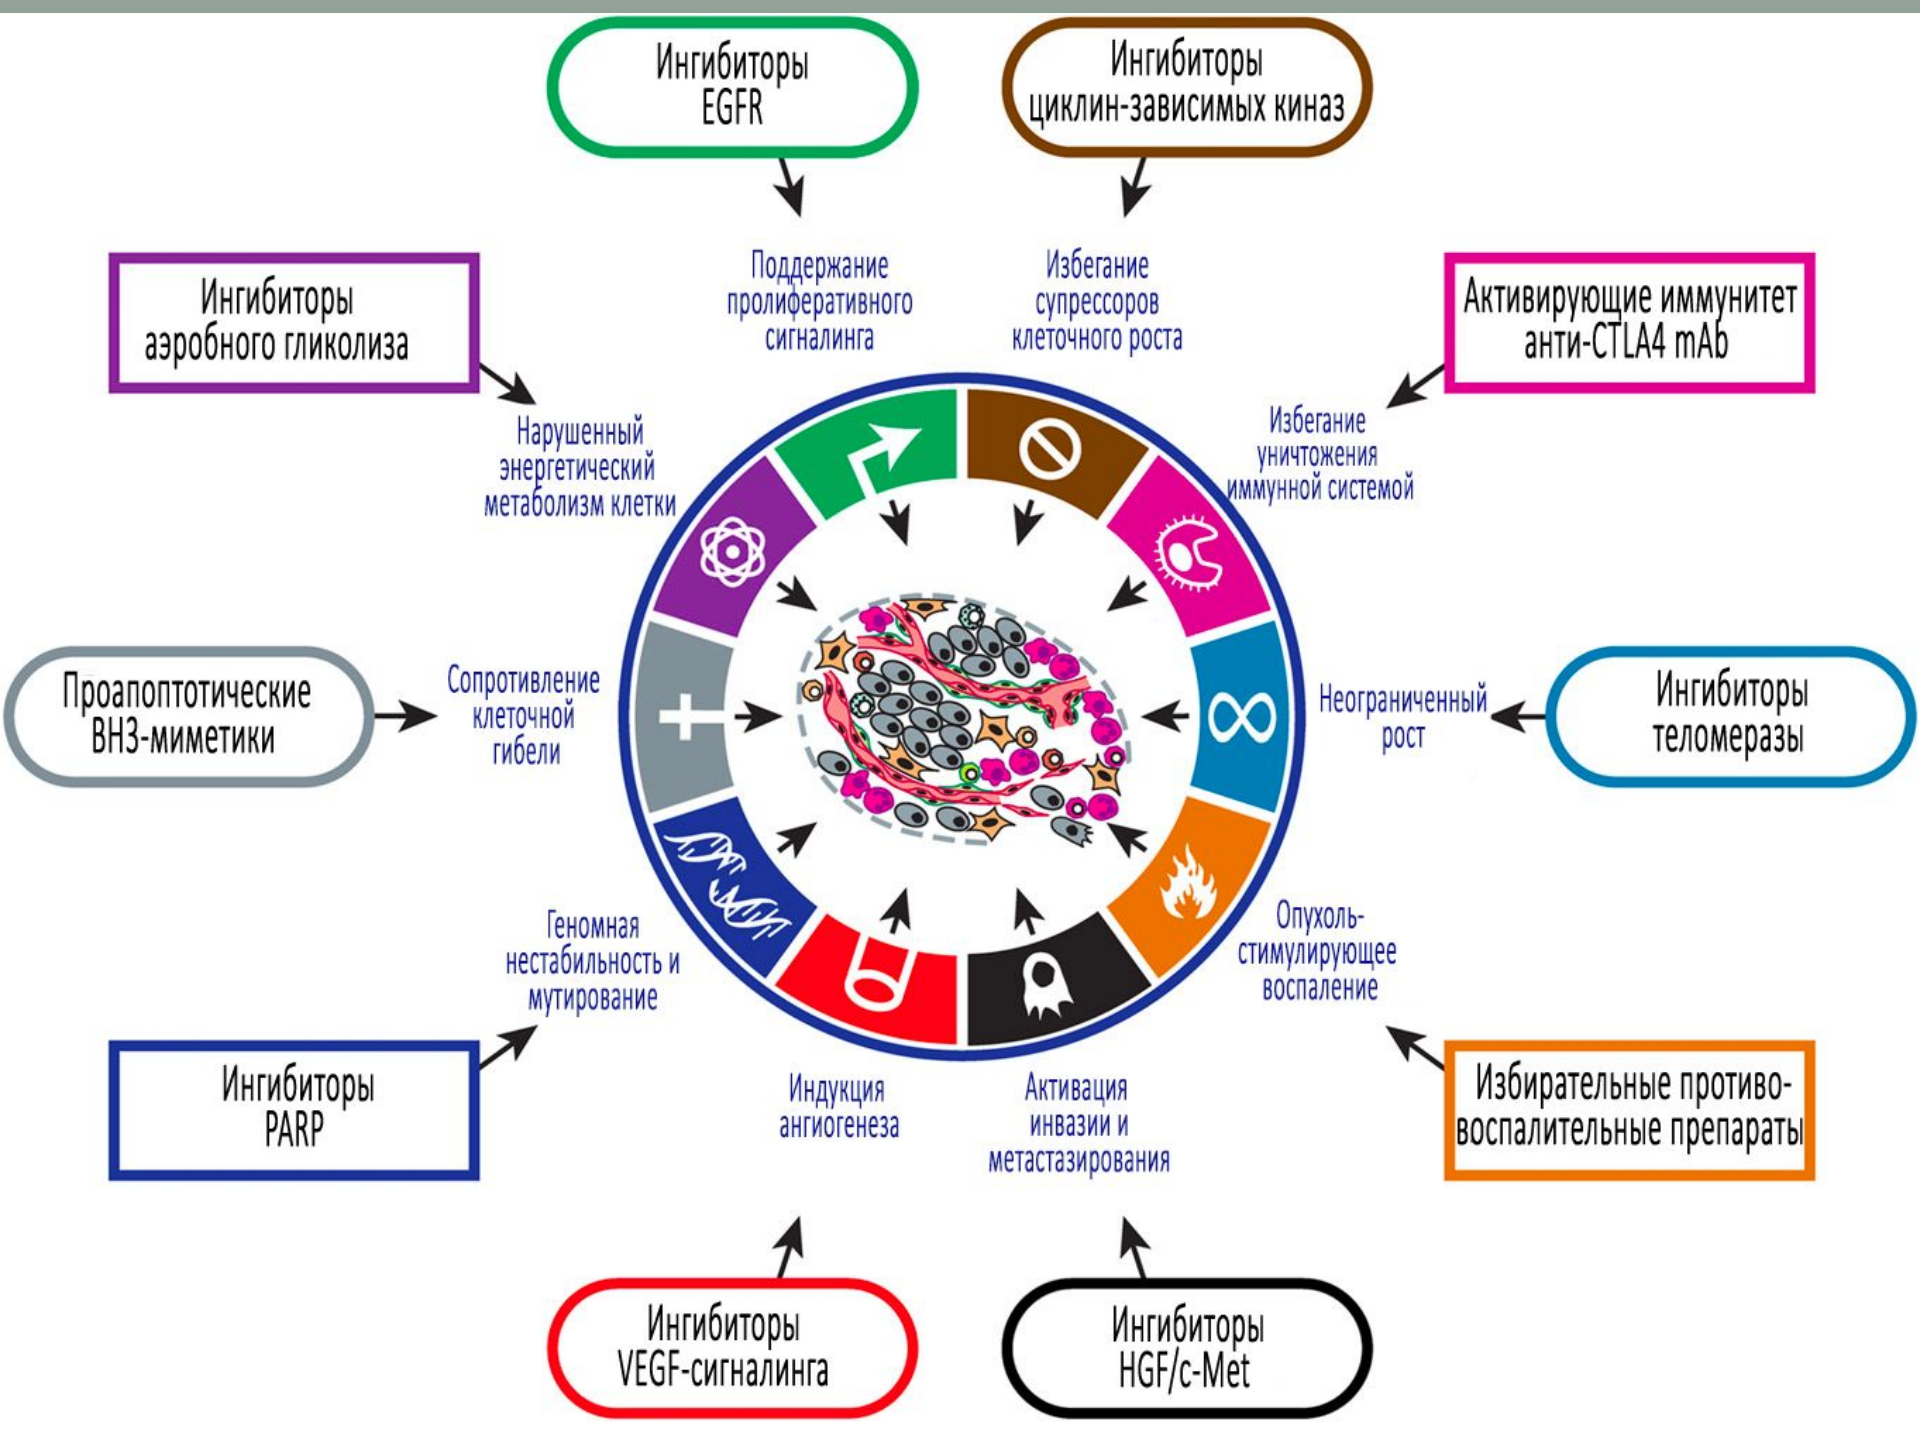 Ингибиторы
EGFR
Ингибиторы
циклин-зависимых киназ
Поддержание
пролиферативного
сигналинга
Избегание
супрессоров
клеточного роста
Ингибиторы
аэробного гликолиза
Активирующие иммунитет
анти-CTLA4 mAb
Нарушенный
энергетический
метаболизм клетки
Избегание
уничтожения
иммунной системой
Проапоптотические
BH3-миметики
Сопротивление
клеточной
гибели
Неограниченный
рост
Ингибиторы
теломеразы
Геномная
нестабильность и
мутирование
Опухоль-
стимулирующее
воспаление
Ингибиторы
PARP
Индукция
ангиогенеза
Активация
инвазии и
метастазирования
Избирательные противо-
воспалительные препараты
Ингибиторы
VEGF-сигналинга
Ингибиторы
HGF/c-Met